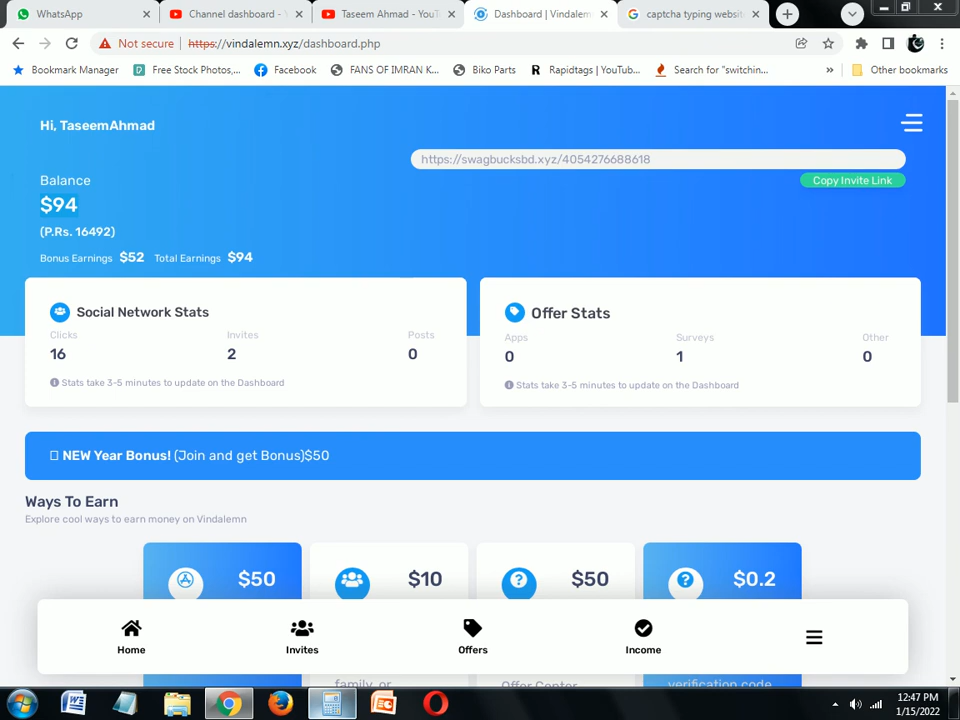 WhatsApp
Channel dashboard - Y
Taseem Ahmad - YouT
Dashboard | Vindalem
captcha typing websit
Not secure
https://vindalemn.xyz/dashboard.php
Bookmark Manager
Free Stock Photos,...
Facebook
FANS OF IMRAN K...
Biko Parts
Rapidtags | YouTub...
Search for "switchin...
»
Other bookmarks
Hi, TaseemAhmad
https://swagbucksbd.xyz/4054276688618
Copy Invite Link
Balance
$94
(P.Rs. 16492)
Bonus Earnings $52 Total Earnings $94
Social Network Stats
Clicks Invites Posts
16 2 0
Stats take 3-5 minutes to update on the Dashboard
Offer Stats
Apps Surveys Other
0 1 0
Stats take 3-5 minutes to update on the Dashboard
NEW Year Bonus! (Join and get Bonus)$50
Ways To Earn
Explore cool ways to earn money on Vindalemn
$50 $10 $50 $0.2
Home Invites Offers Income
family, or
Offer Center
verification code
12:47 PM
1/15/2022